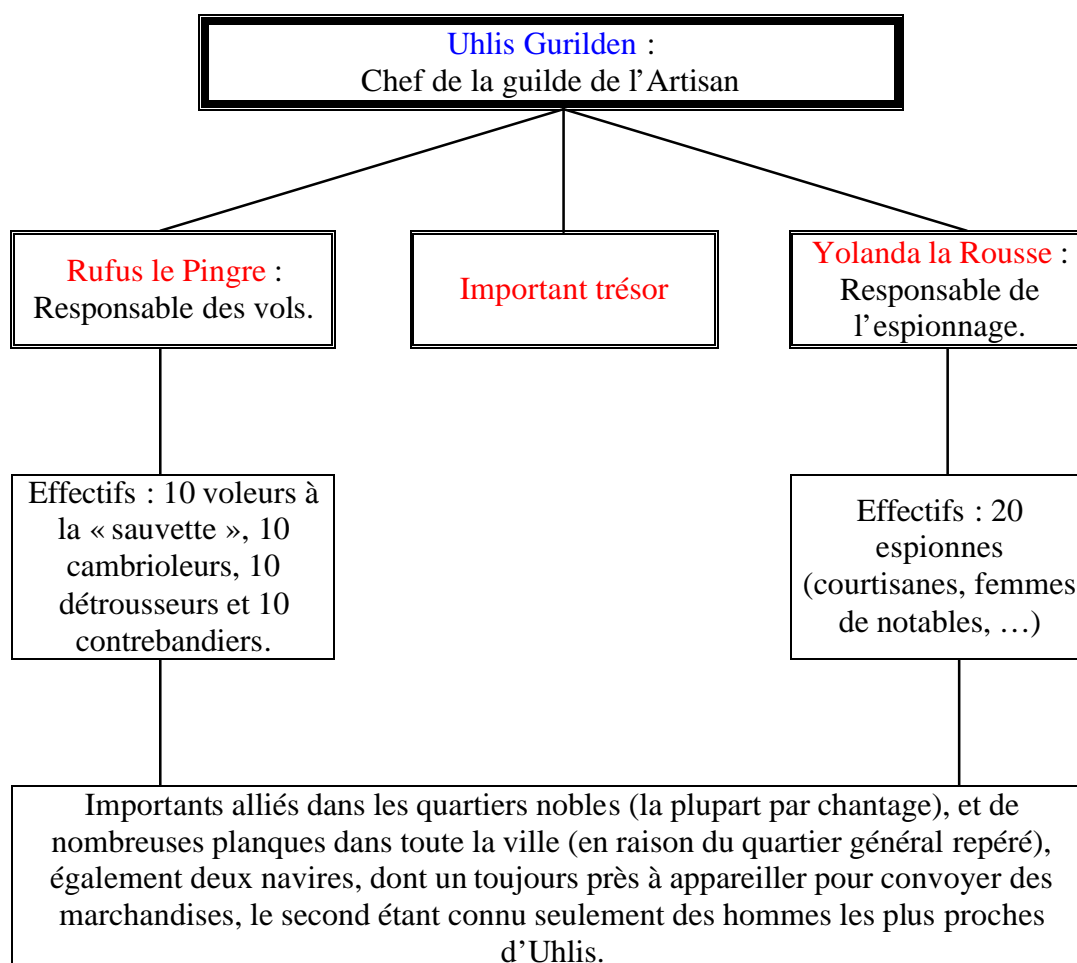 Uhlis Gurilden :
Chef de la guilde de l’Artisan
Rufus le Pingre :
Responsable des vols.
Important trésor
Yolanda la Rousse :
Responsable de
l’espionnage.
Effectifs : 10 voleurs à
la « sauvette », 10
cambrioleurs, 10
détrousseurs et 10
contrebandiers.
Effectifs : 20
espionnes
(courtisanes, femmes
de notables, …)
Importants alliés dans les quartiers nobles (la plupart par chantage), et de
nombreuses planques dans toute la ville (en raison du quartier général repéré),
également deux navires, dont un toujours près à appareiller pour convoyer des
marchandises, le second étant connu seulement des hommes les plus proches
d’Uhlis.